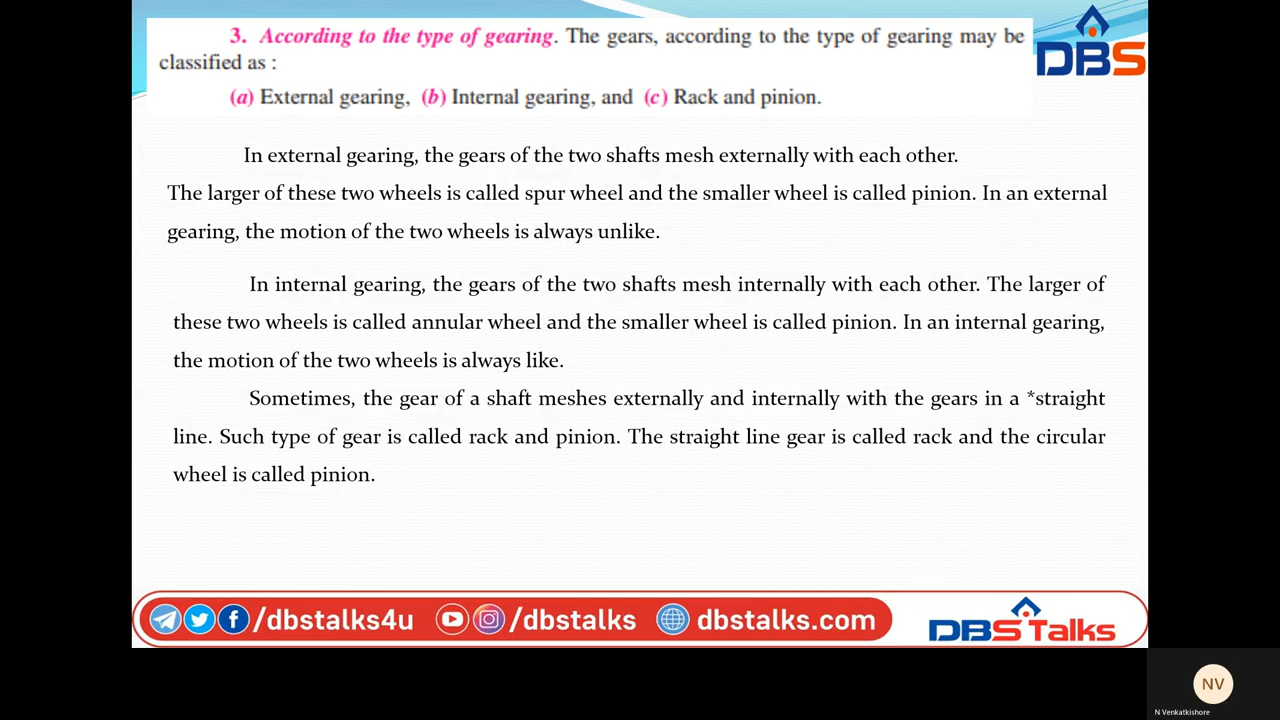 3. According to the type of gearing. The gears, according to the type of gearing may be
classified as :
(a) External gearing, (b) Internal gearing, and (c) Rack and pinion.
DBS
In external gearing, the gears of the two shafts mesh externally with each other.
The larger of these two wheels is called spur wheel and the smaller wheel is called pinion. In an external
gearing, the motion of the two wheels is always unlike.
In internal gearing, the gears of the two shafts mesh internally with each other. The larger of
these two wheels is called annular wheel and the smaller wheel is called pinion. In an internal gearing,
the motion of the two wheels is always like.
Sometimes, the gear of a shaft meshes externally and internally with the gears in a *straight
line. Such type of gear is called rack and pinion. The straight line gear is called rack and the circular
wheel is called pinion.
/dbstalks4u /dbstalks dbstalks.com
DBS Talks
NV
N Venkatkishore